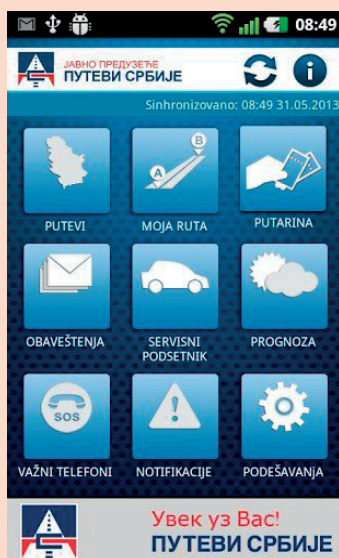 08:49
ЈАВНО ПРЕДУЗЕЋЕ
ПУТЕВИ СРБИЈЕ
Sinhronizovano: 08:49 31.05.2013
B
A
PUTEVI
MOJA RUTA
PUTARINA
OBAVEŠTENJA
SERVISNI
PODSETNIK
PROGNOZA
SOS
VAŽNI TELEFONI
NOTIFIKACIJE
PODEŠAVANJA
Увек уз Вас!
ПУТЕВИ СРБИЈЕ